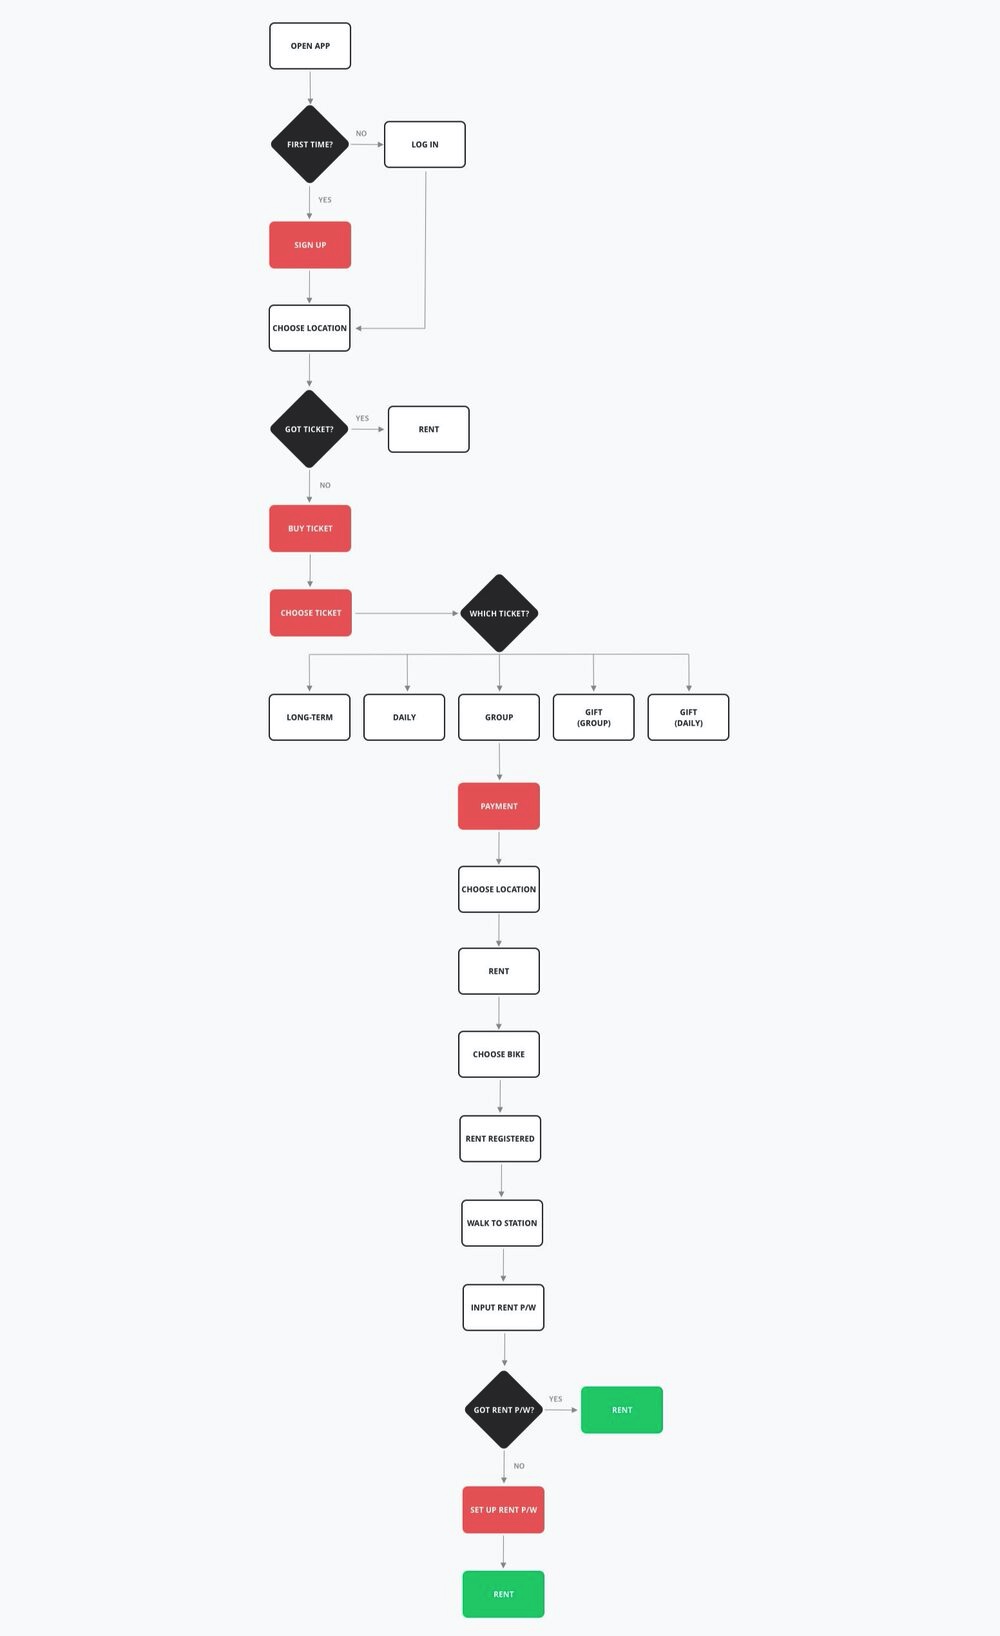 OPEN APP
FIRST TIME?
NO
LOG IN
YES
SIGN UP
CHOOSE LOCATION
GOT TICKET?
YES
RENT
NO
BUY TICKET
CHOOSE TICKET
WHICH TICKET?
LONG-TERM
DAILY
GROUP
GIFT
(GROUP)
GIFT
(DAILY)
PAYMENT
CHOOSE LOCATION
RENT
CHOOSE BIKE
RENT REGISTERED
WALK TO STATION
INPUT RENT P/W
GOT RENT P/W?
YES
RENT
NO
SET UP RENT P/W
RENT